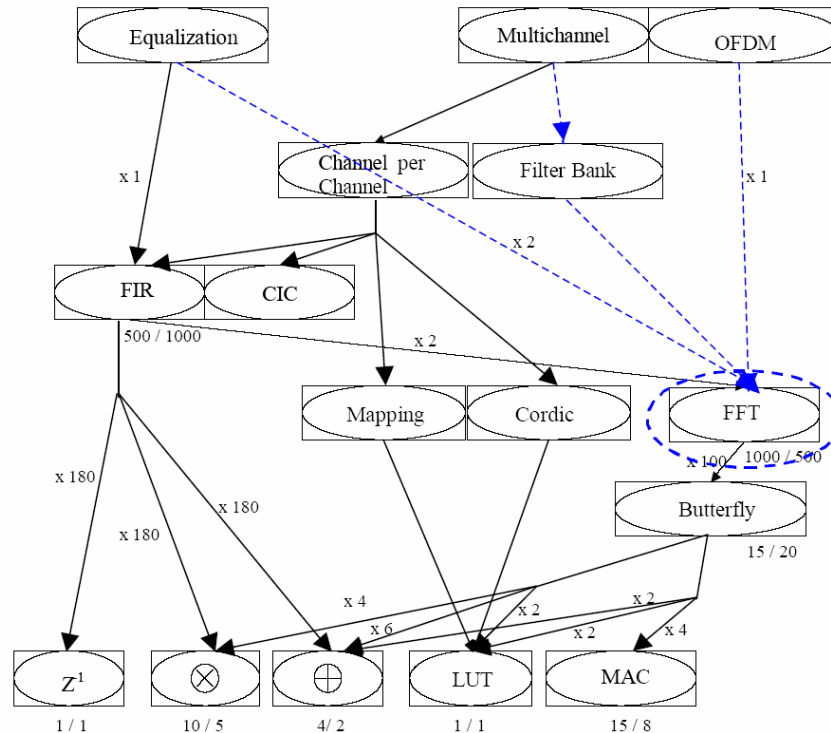 Equalization
Multichannel
OFDM
Channel per
Channel
Filter Bank
x 1
x 1
x 2
FIR
CIC
500 / 1000
x 2
Mapping
Cordic
FFT
x 100
1000 / 500
x 180
x 180
x 180
Butterfly
15 / 20
x 4
x 6
x 2
x 2
x 2
x 4
Z-1
LUT
MAC
1 / 1
10 / 5
4/ 2
1 / 1
15 / 8